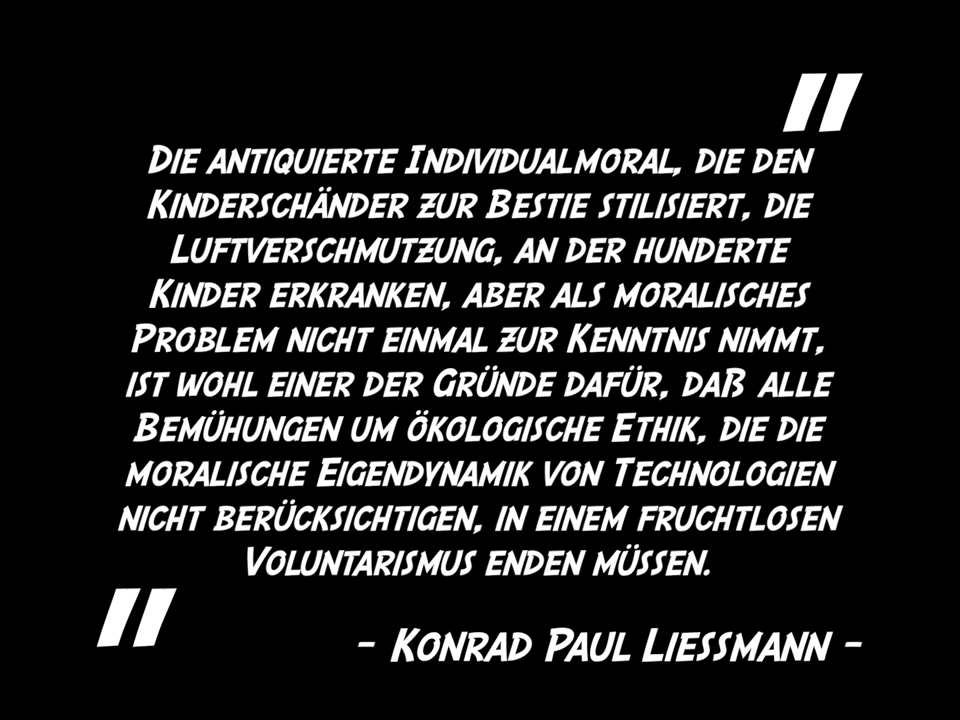 "
Die antiquierte Individualmoral, die den
Kinderschänder zur Bestie stilisiert, die
Luftverschmutzung, an der hunderte
Kinder erkranken, aber als moralisches
Problem nicht einmal zur Kenntnis nimmt,
ist wohl einer der Gründe dafür, daß alle
Bemühungen um ökologische Ethik, die die
moralische Eigendynamik von Technologien
nicht berücksichtigen, in einem fruchtlosen
Voluntarismus enden müssen.
"
- Konrad Paul Liessmann -